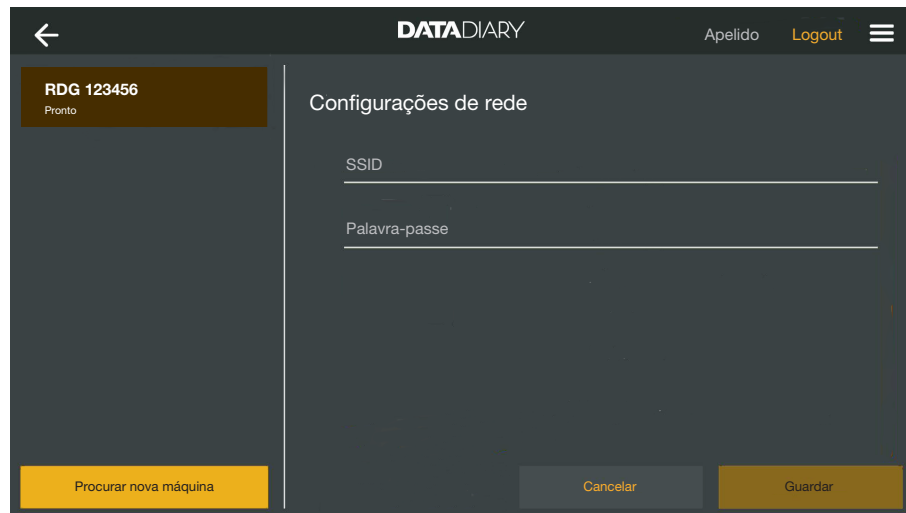 DATADIARY
Apelido
Logout
RDG 123456
Pronto
Configurações de rede
SSID
Palavra-passe
Procurar nova máquina
Cancelar
Guardar